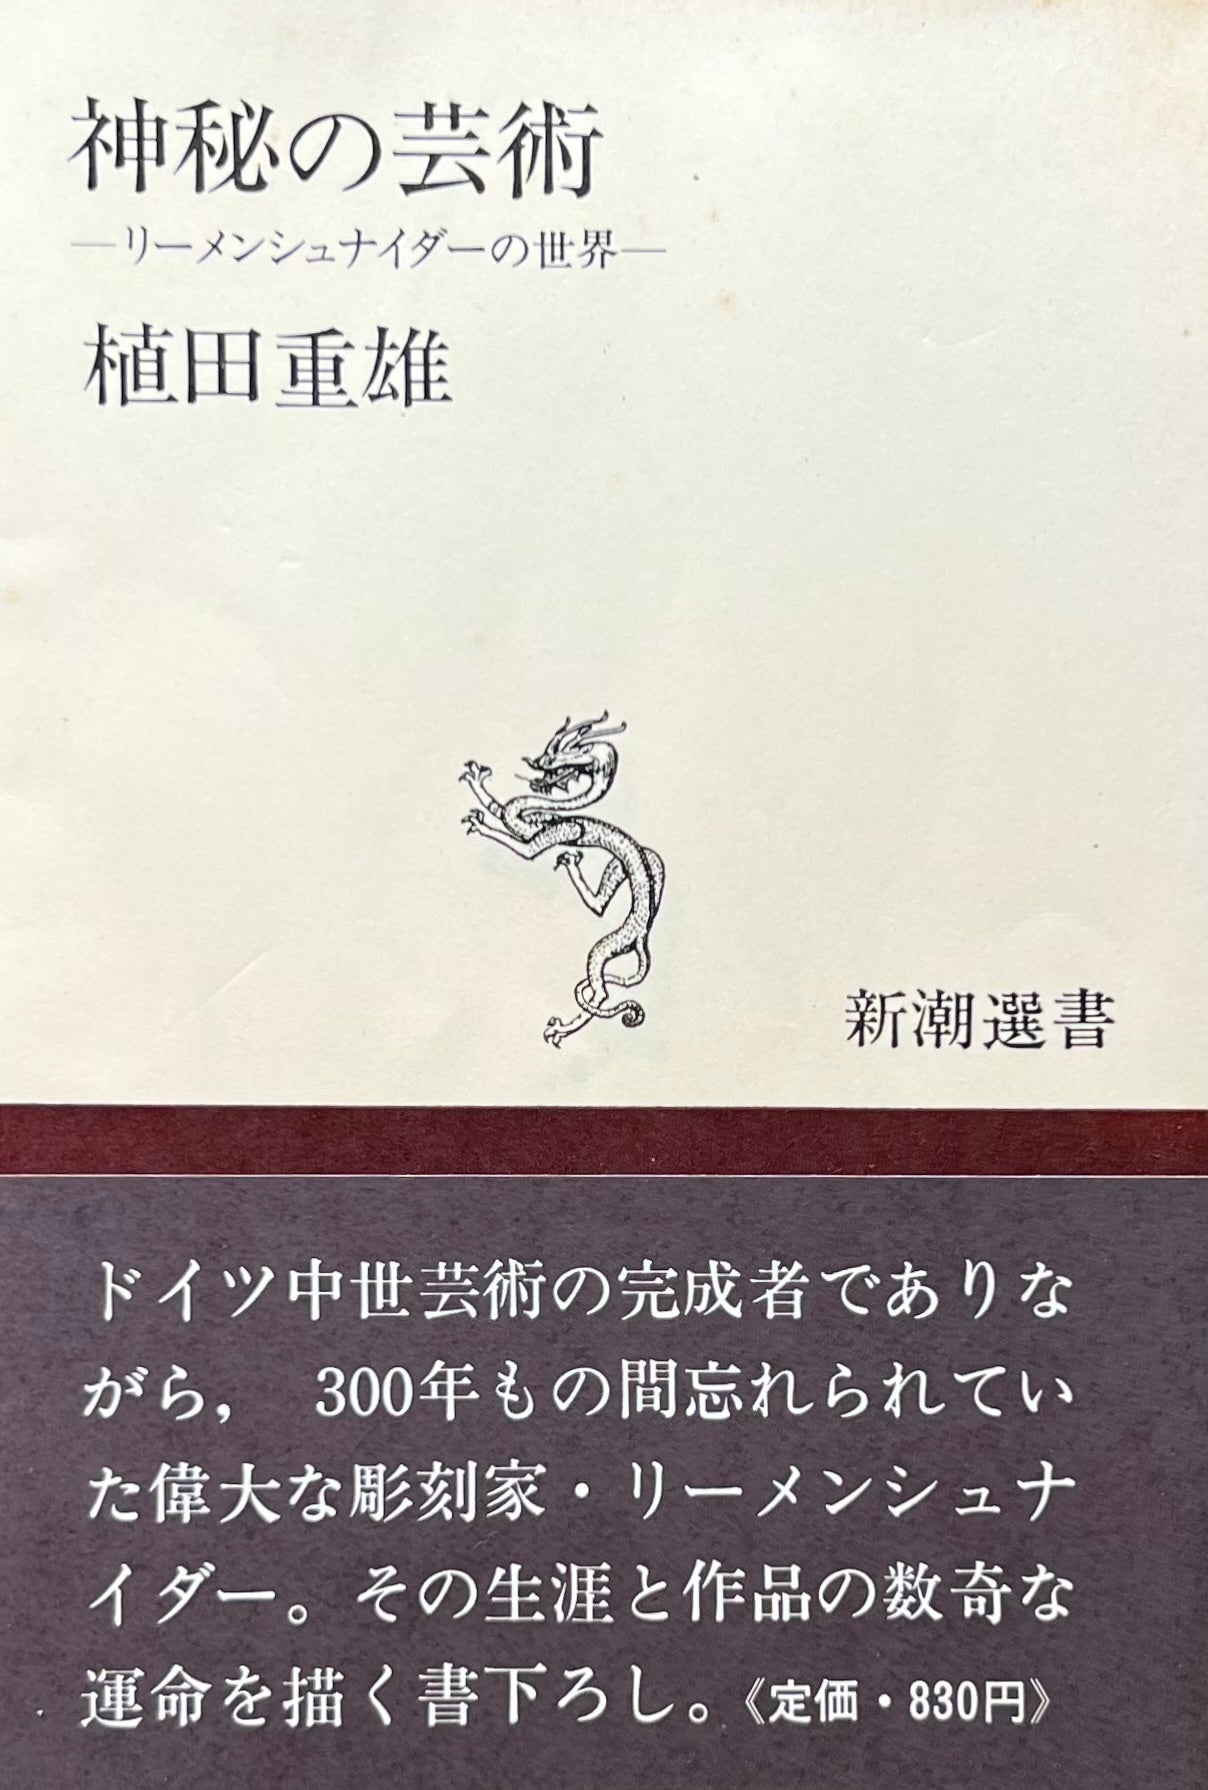 神秘の芸術
―リーメンシュナイダーの世界―
植田重雄
新潮選書
ドイツ中世芸術の完成者でありな
がら，300年もの間忘れられてい
た偉大な彫刻家・リーメンシュナ
イダー。その生涯と作品の数奇な
運命を描く書下ろし。《定価・830円》